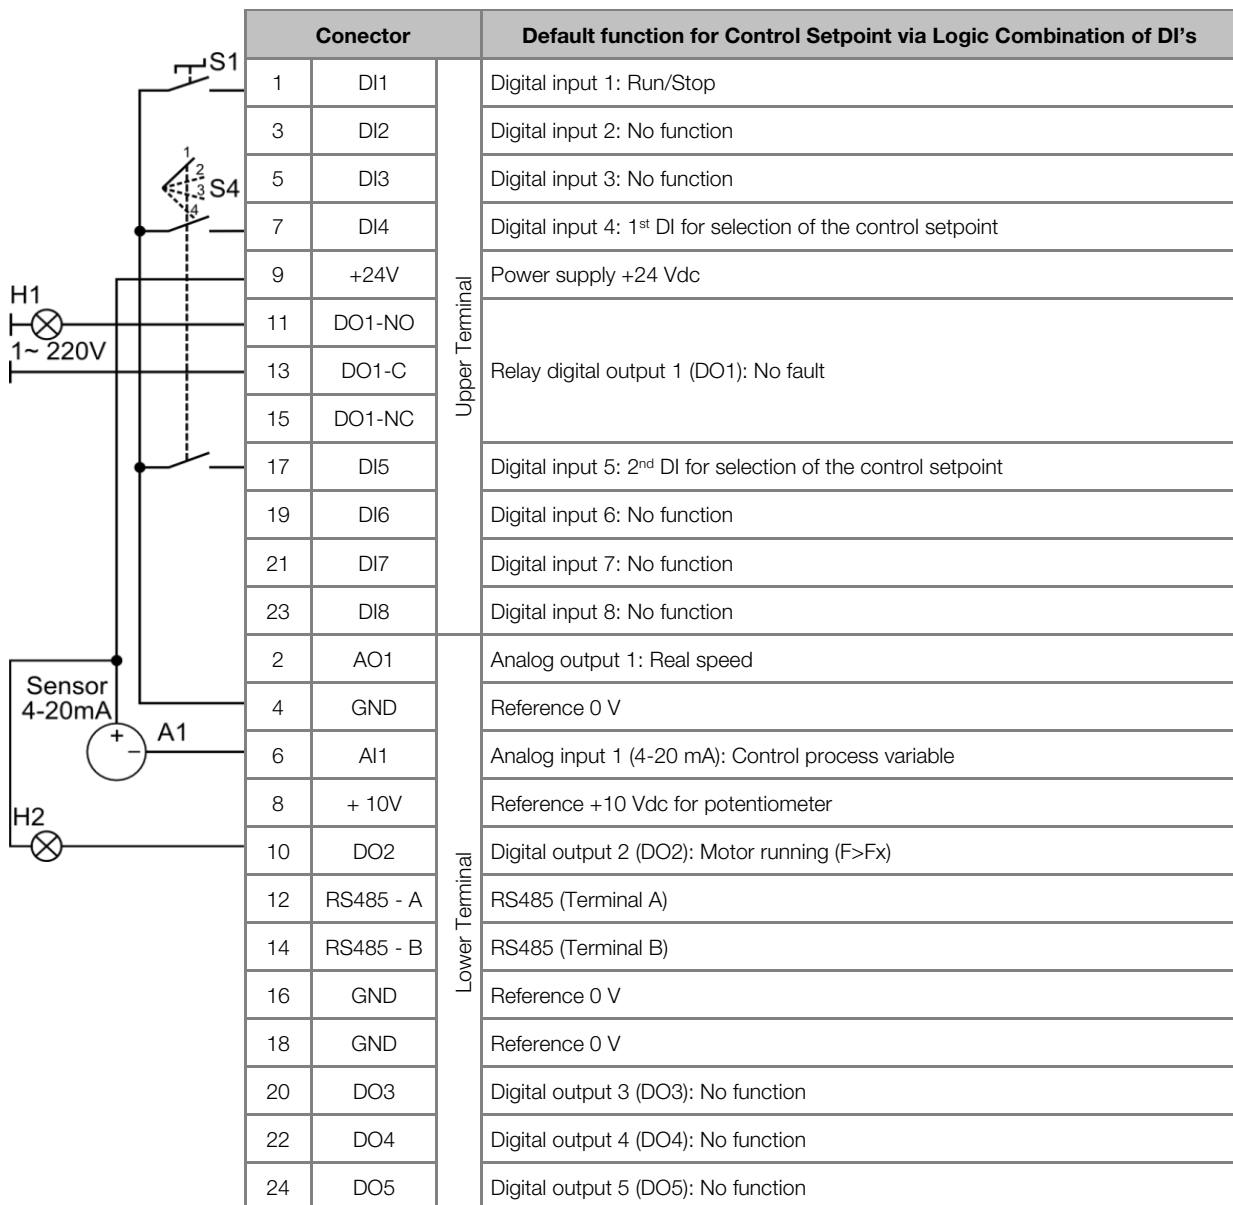 Conector Default function for Control Setpoint via Logic Combination of DI's
S1
1 DI1 Digital input 1: Run/Stop
3 DI2 Digital input 2: No function
1
2
3
4
S4
5 DI3 Digital input 3: No function
7 DI4 Digital input 4: 1st DI for selection of the control setpoint
9 +24V Power supply +24 Vdc
Upper Terminal
H1
1~ 220V
11 DO1-NO
13 DO1-C Relay digital output 1 (DO1): No fault
15 DO1-NC
17 DI5 Digital input 5: 2nd DI for selection of the control setpoint
19 DI6 Digital input 6: No function
21 DI7 Digital input 7: No function
23 DI8 Digital input 8: No function
2 AO1 Analog output 1: Real speed
Sensor
4-20mA
+
−
A1
4 GND Reference 0 V
6 AI1 Analog input 1 (4-20 mA): Control process variable
8 + 10V Reference +10 Vdc for potentiometer
H2
10 DO2 Digital output 2 (DO2): Motor running (F>Fx)
Lower Terminal
12 RS485 - A RS485 (Terminal A)
14 RS485 - B RS485 (Terminal B)
16 GND Reference 0 V
18 GND Reference 0 V
20 DO3 Digital output 3 (DO3): No function
22 DO4 Digital output 4 (DO4): No function
24 DO5 Digital output 5 (DO5): No function